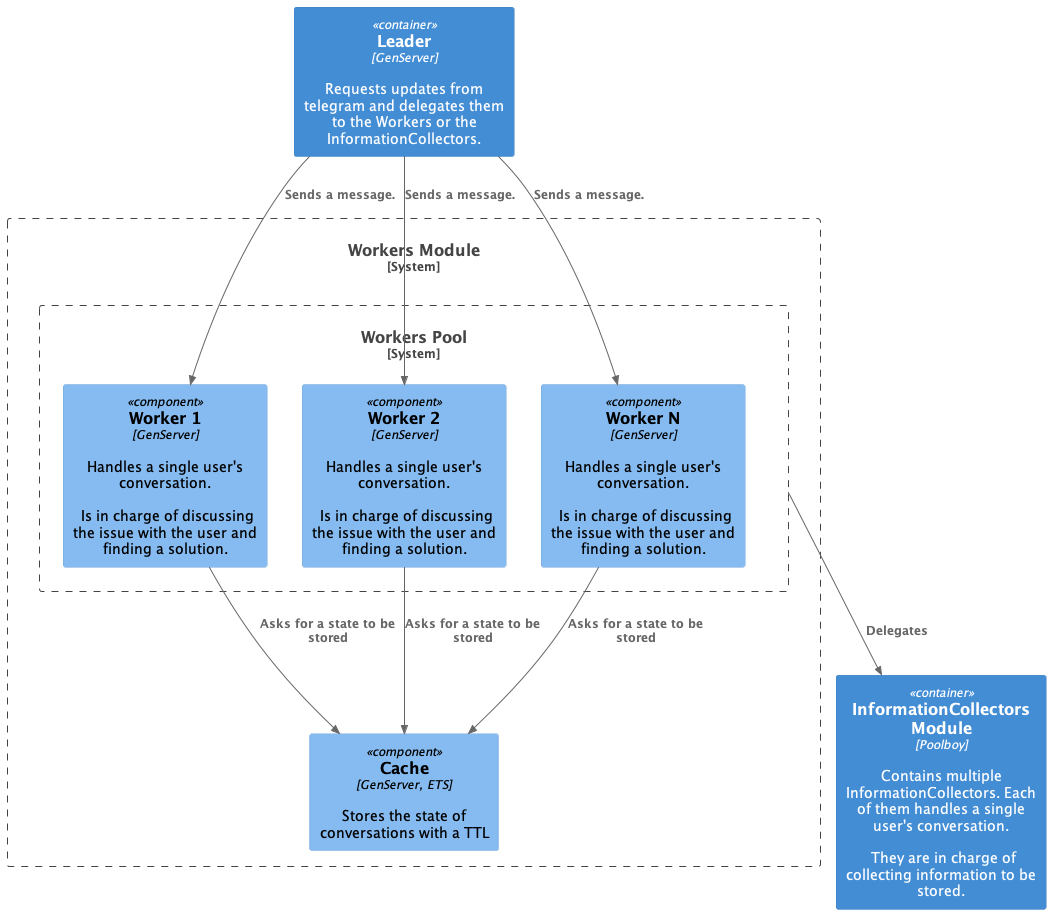 «container»
Leader
[GenServer]
Requests updates from
telegram and delegates them
to the Workers or the
InformationCollectors.
Sends a message.
Sends a message.
Sends a message.
Workers Module
[System]
Workers Pool
[System]
«component»
Worker 1
[GenServer]
Handles a single user's
conversation.
Is in charge of discussing
the issue with the user and
finding a solution.
«component»
Worker 2
[GenServer]
Handles a single user's
conversation.
Is in charge of discussing
the issue with the user and
finding a solution.
«component»
Worker N
[GenServer]
Handles a single user's
conversation.
Is in charge of discussing
the issue with the user and
finding a solution.
Asks for a state to be
stored
Asks for a state to be
stored
Asks for a state to be
stored
Delegates
«component»
Cache
[GenServer, ETS]
Stores the state of
conversations with a TTL
«container»
InformationCollectors
Module
[Poolboy]
Contains multiple
InformationCollectors. Each
of them handles a single
user's conversation.
They are in charge of
collecting information to be
stored.